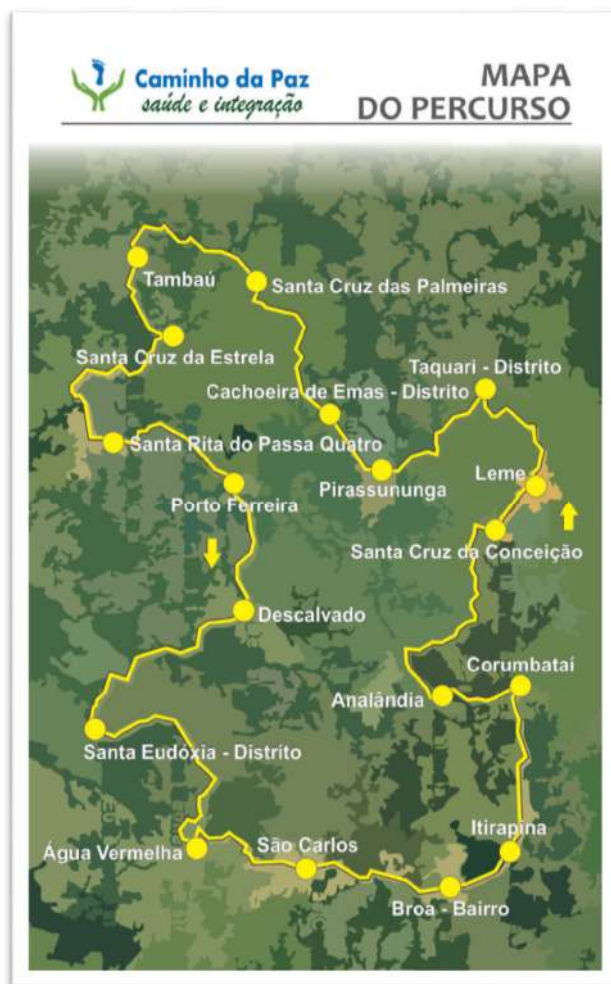 Caminho da Paz
saúde e integração
MAPA
DO PERCURSO
Tambaú
Santa Cruz das Palmeiras
Santa Cruz da Estrela
Taquari - Distrito
Cachoeira de Emas - Distrito
Santa Rita do Passa Quatro
Pirassununga
Leme
Porto Ferreira
Santa Cruz da Conceição
Descalvado
Corumbataí
Analândia
Santa Eudóxia - Distrito
Itirapina
São Carlos
Água Vermelha
Broa - Bairro